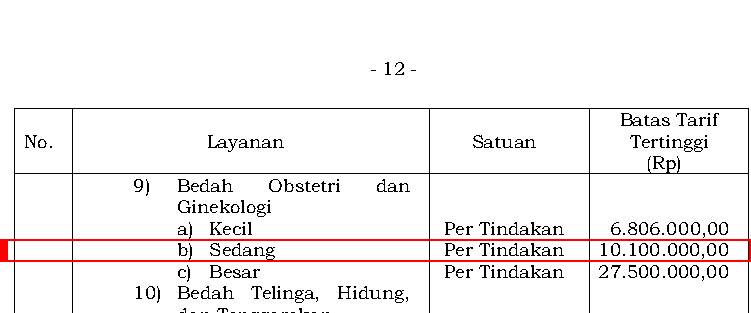 - 12 -
No. Layanan Satuan Batas Tarif
Tertinggi
(Rp)
9) Bedah Obstetri dan
Ginekologi
a) Kecil Per Tindakan 6.806.000,00
b) Sedang Per Tindakan 10.100.000,00
c) Besar Per Tindakan 27.500.000,00
10) Bedah Telinga, Hidung,